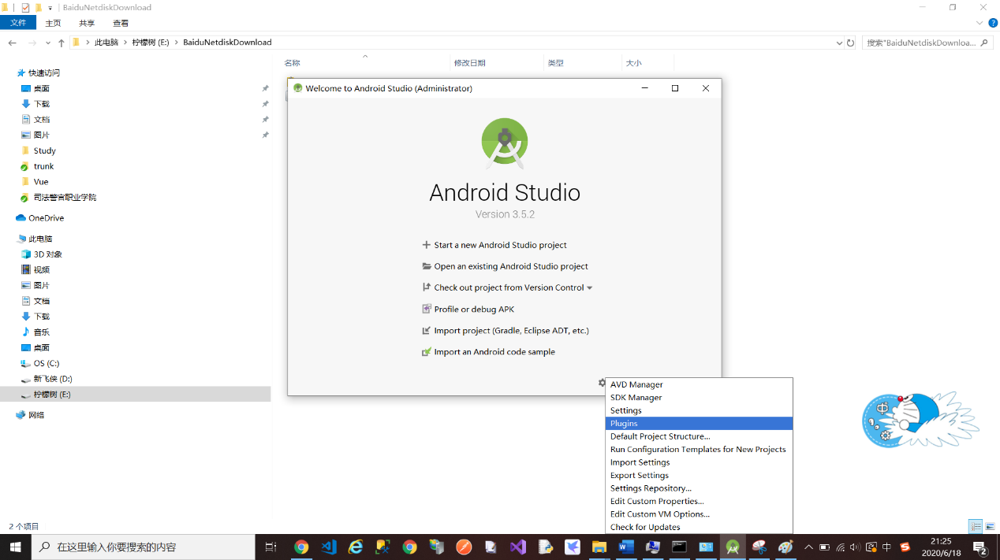 BaiduNetdiskDownload
文件 主页 共享 查看
此电脑 柠檬树 (E:) BaiduNetdiskDownload 搜索"BaiduNetdiskDownloa...
名称 修改日期 类型 大小
快速访问
桌面
下载
文档
图片
Study
trunk
Vue
司法警官职业学院
OneDrive
此电脑
3D 对象
视频
图片
文档
下载
音乐
桌面
OS (C:)
新飞侠 (D:)
柠檬树 (E:)
网络
2 个项目
Welcome to Android Studio (Administrator)
Android Studio
Version 3.5.2
Start a new Android Studio project
Open an existing Android Studio project
Check out project from Version Control
Profile or debug APK
Import project (Gradle, Eclipse ADT, etc.)
Import an Android code sample
AVD Manager
SDK Manager
Settings
Plugins
Default Project Structure...
Run Configuration Templates for New Projects
Import Settings
Export Settings
Settings Repository...
Edit Custom Properties...
Edit Custom VM Options...
Check for Updates
中
在这里输入你要搜索的内容
中
21:25
2020/6/18
2